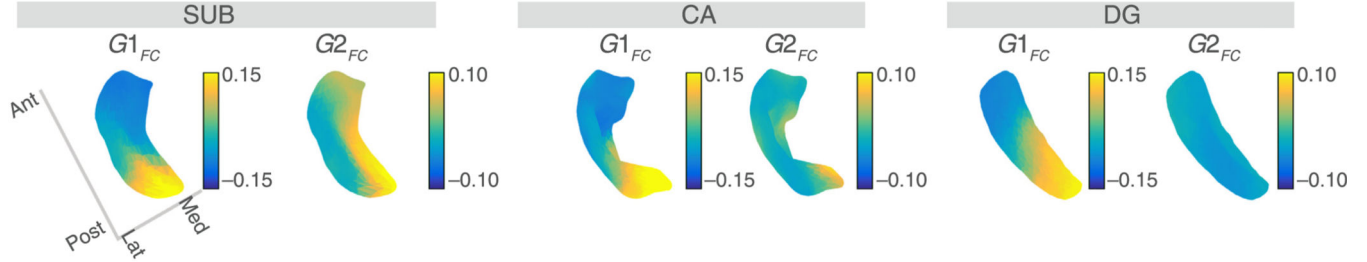 SUB CA DG
G1FC G2FC G1FC G2FC G1FC G2FC
0.15 0.10 0.15 0.10 0.15 0.10
Ant
–0.15 –0.10 –0.15 –0.10 –0.15 –0.10
Post Lat Med